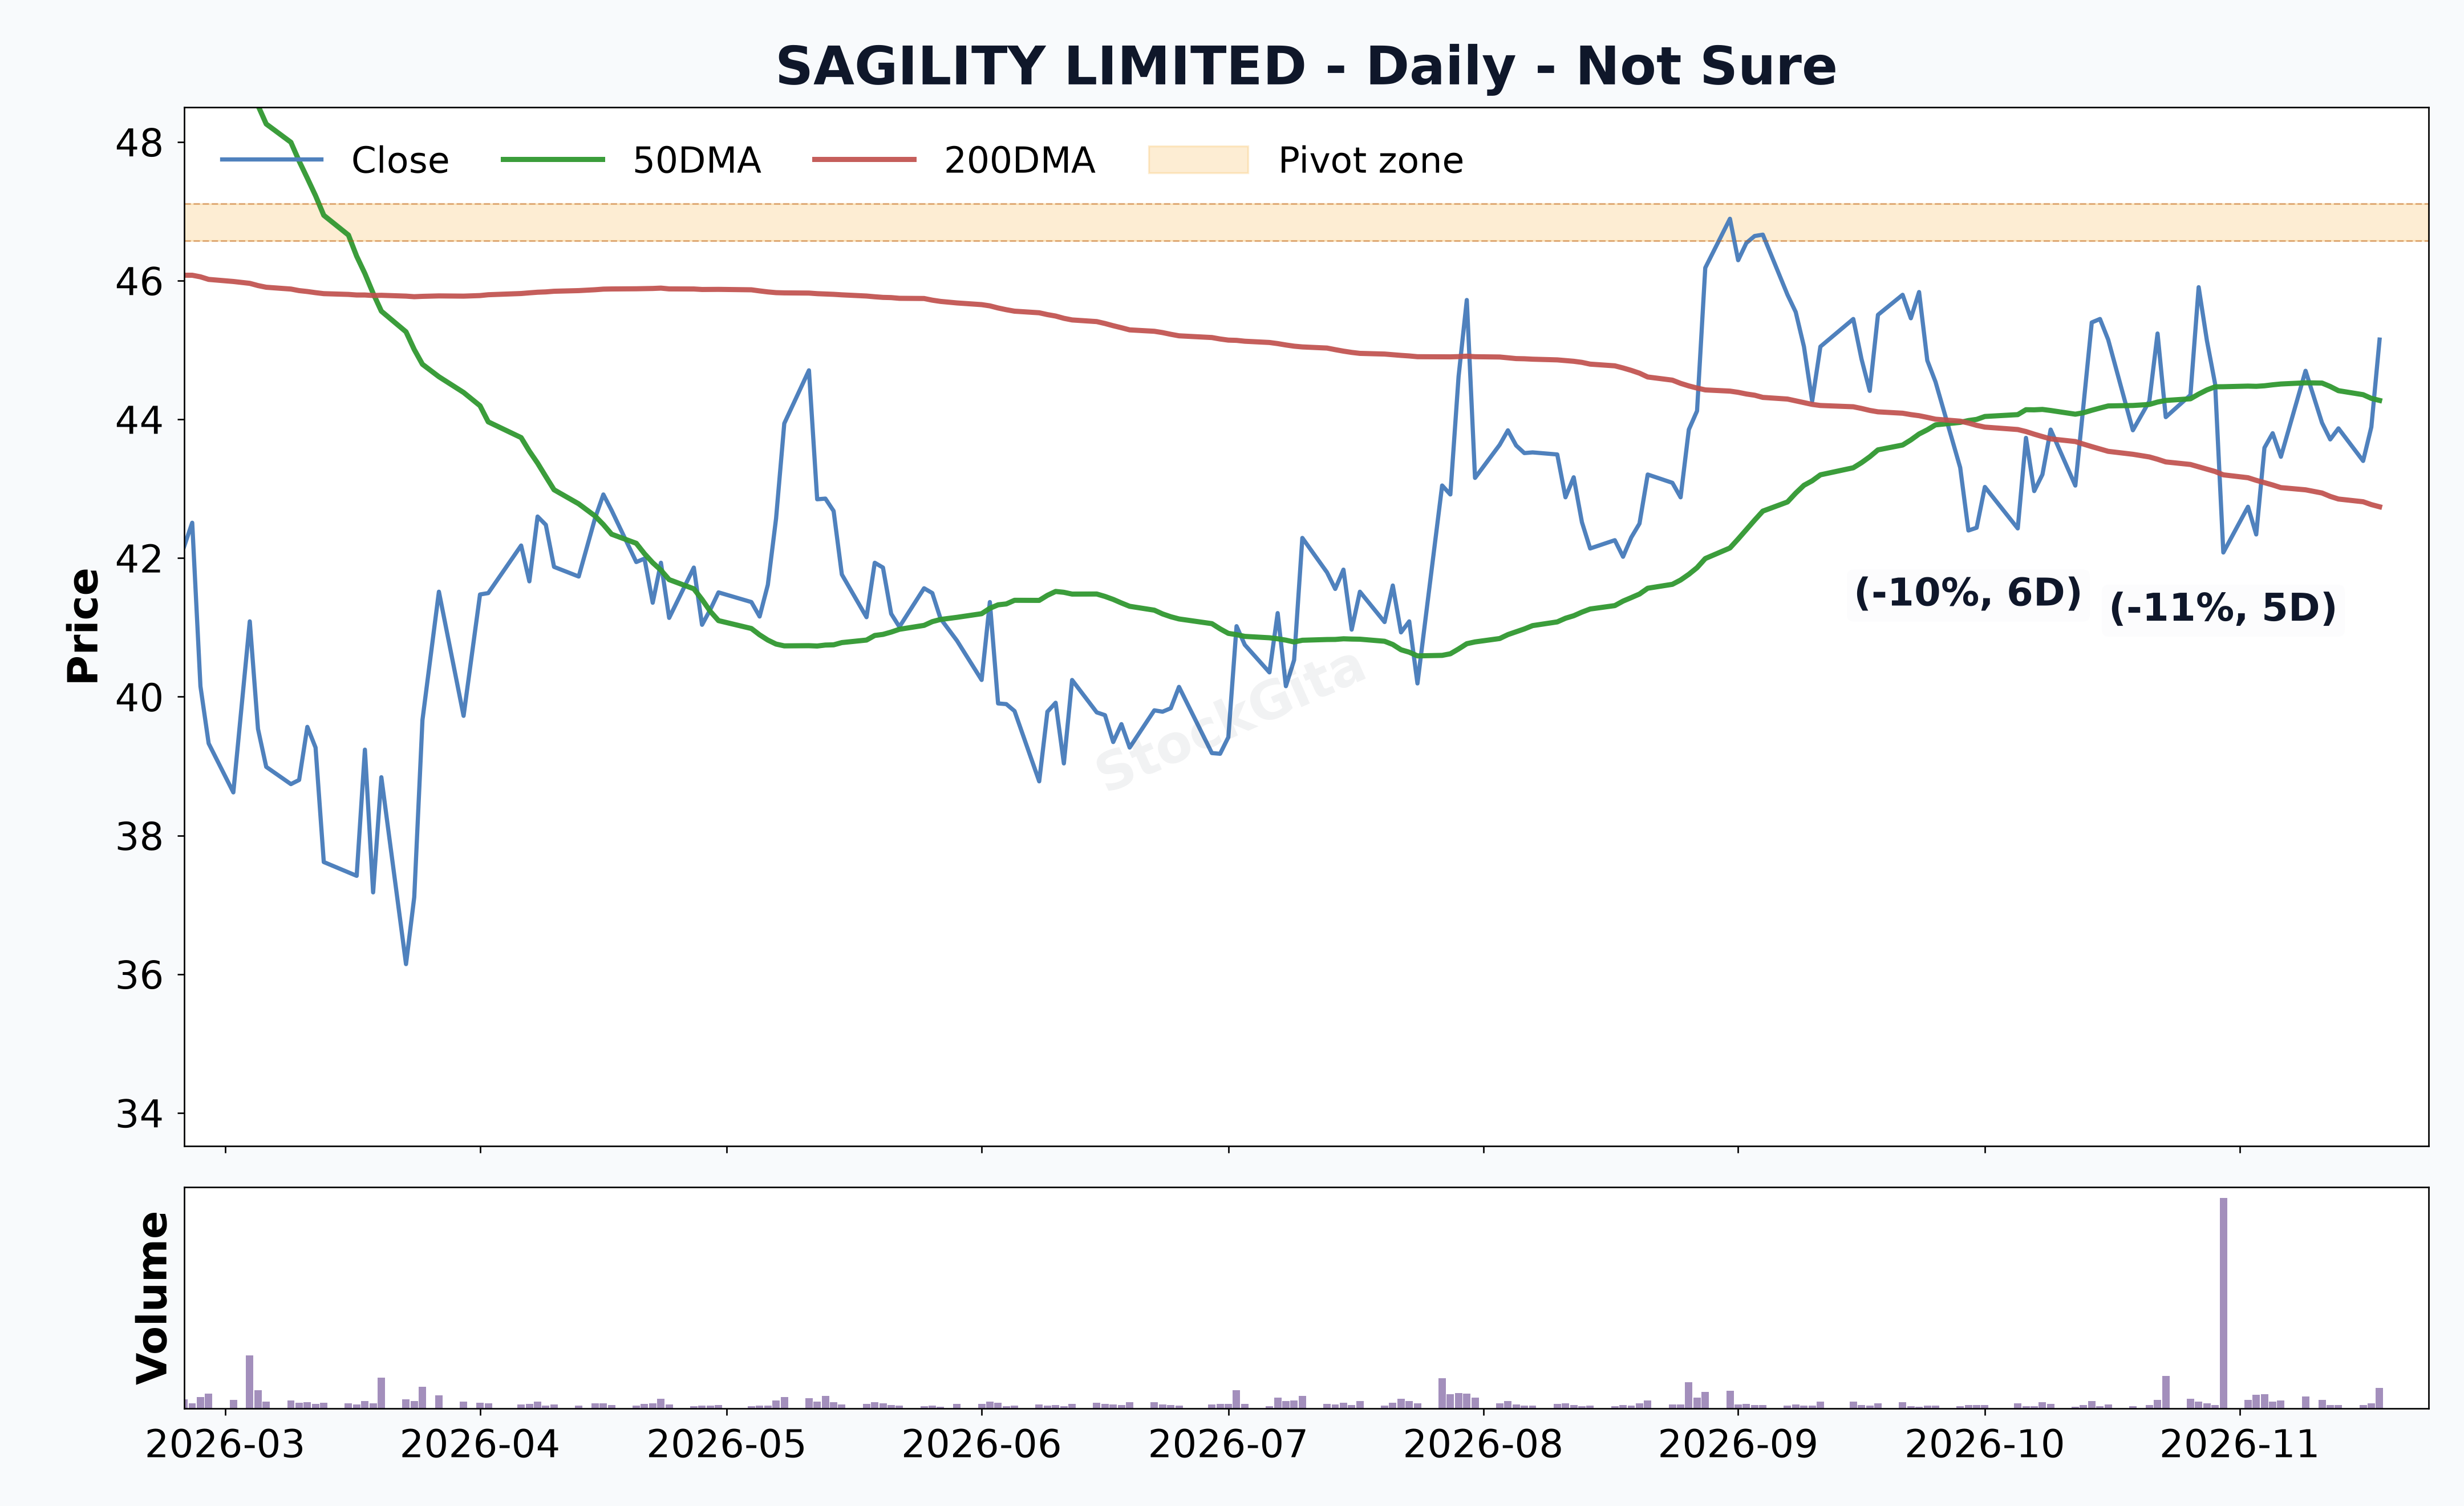 SAGILITY LIMITED - Daily - Not Sure
Close 50DMA 200DMA Pivot zone
48
46
44
42
40
38
36
34
Price
(-10%, 6D)
(-11%, 5D)
StockGita
Volume
2026-03 2026-04 2026-05 2026-06 2026-07 2026-08 2026-09 2026-10 2026-11